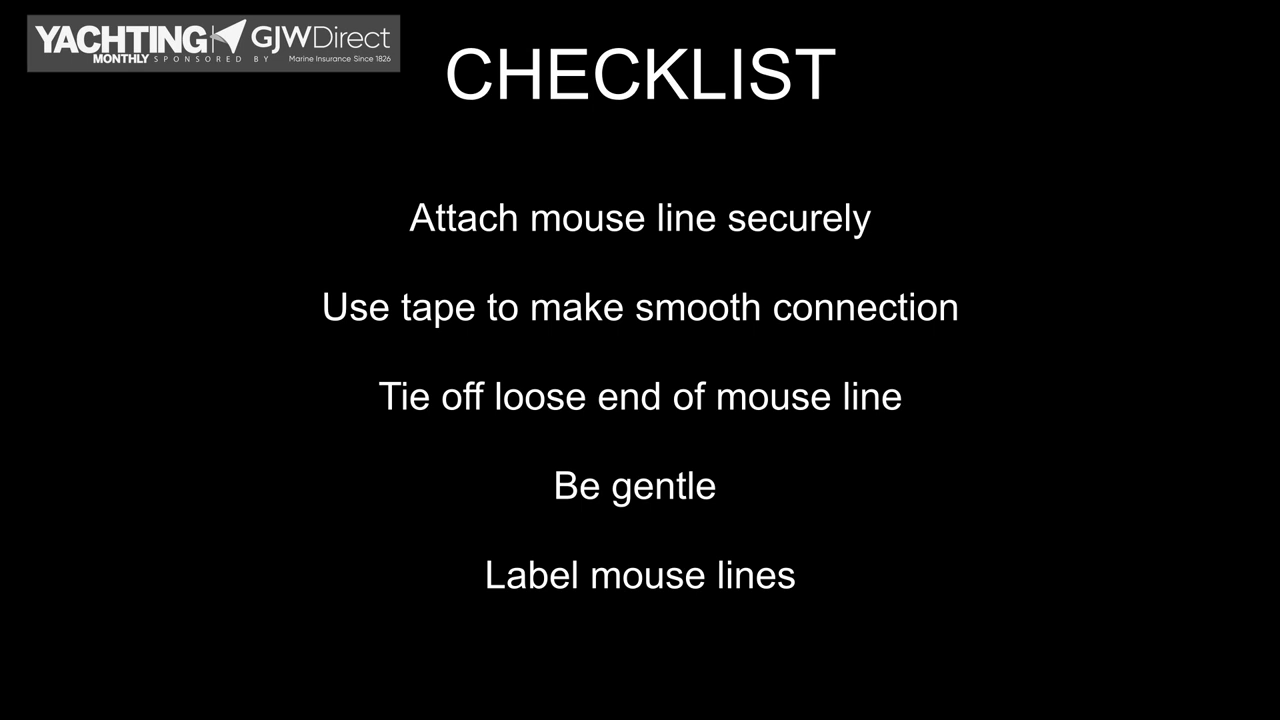 YACHTING GJWDirect
MONTHLY SPONSORED BY Marine Insurance Since 1826
CHECKLIST
Attach mouse line securely
Use tape to make smooth connection
Tie off loose end of mouse line
Be gentle
Label mouse lines